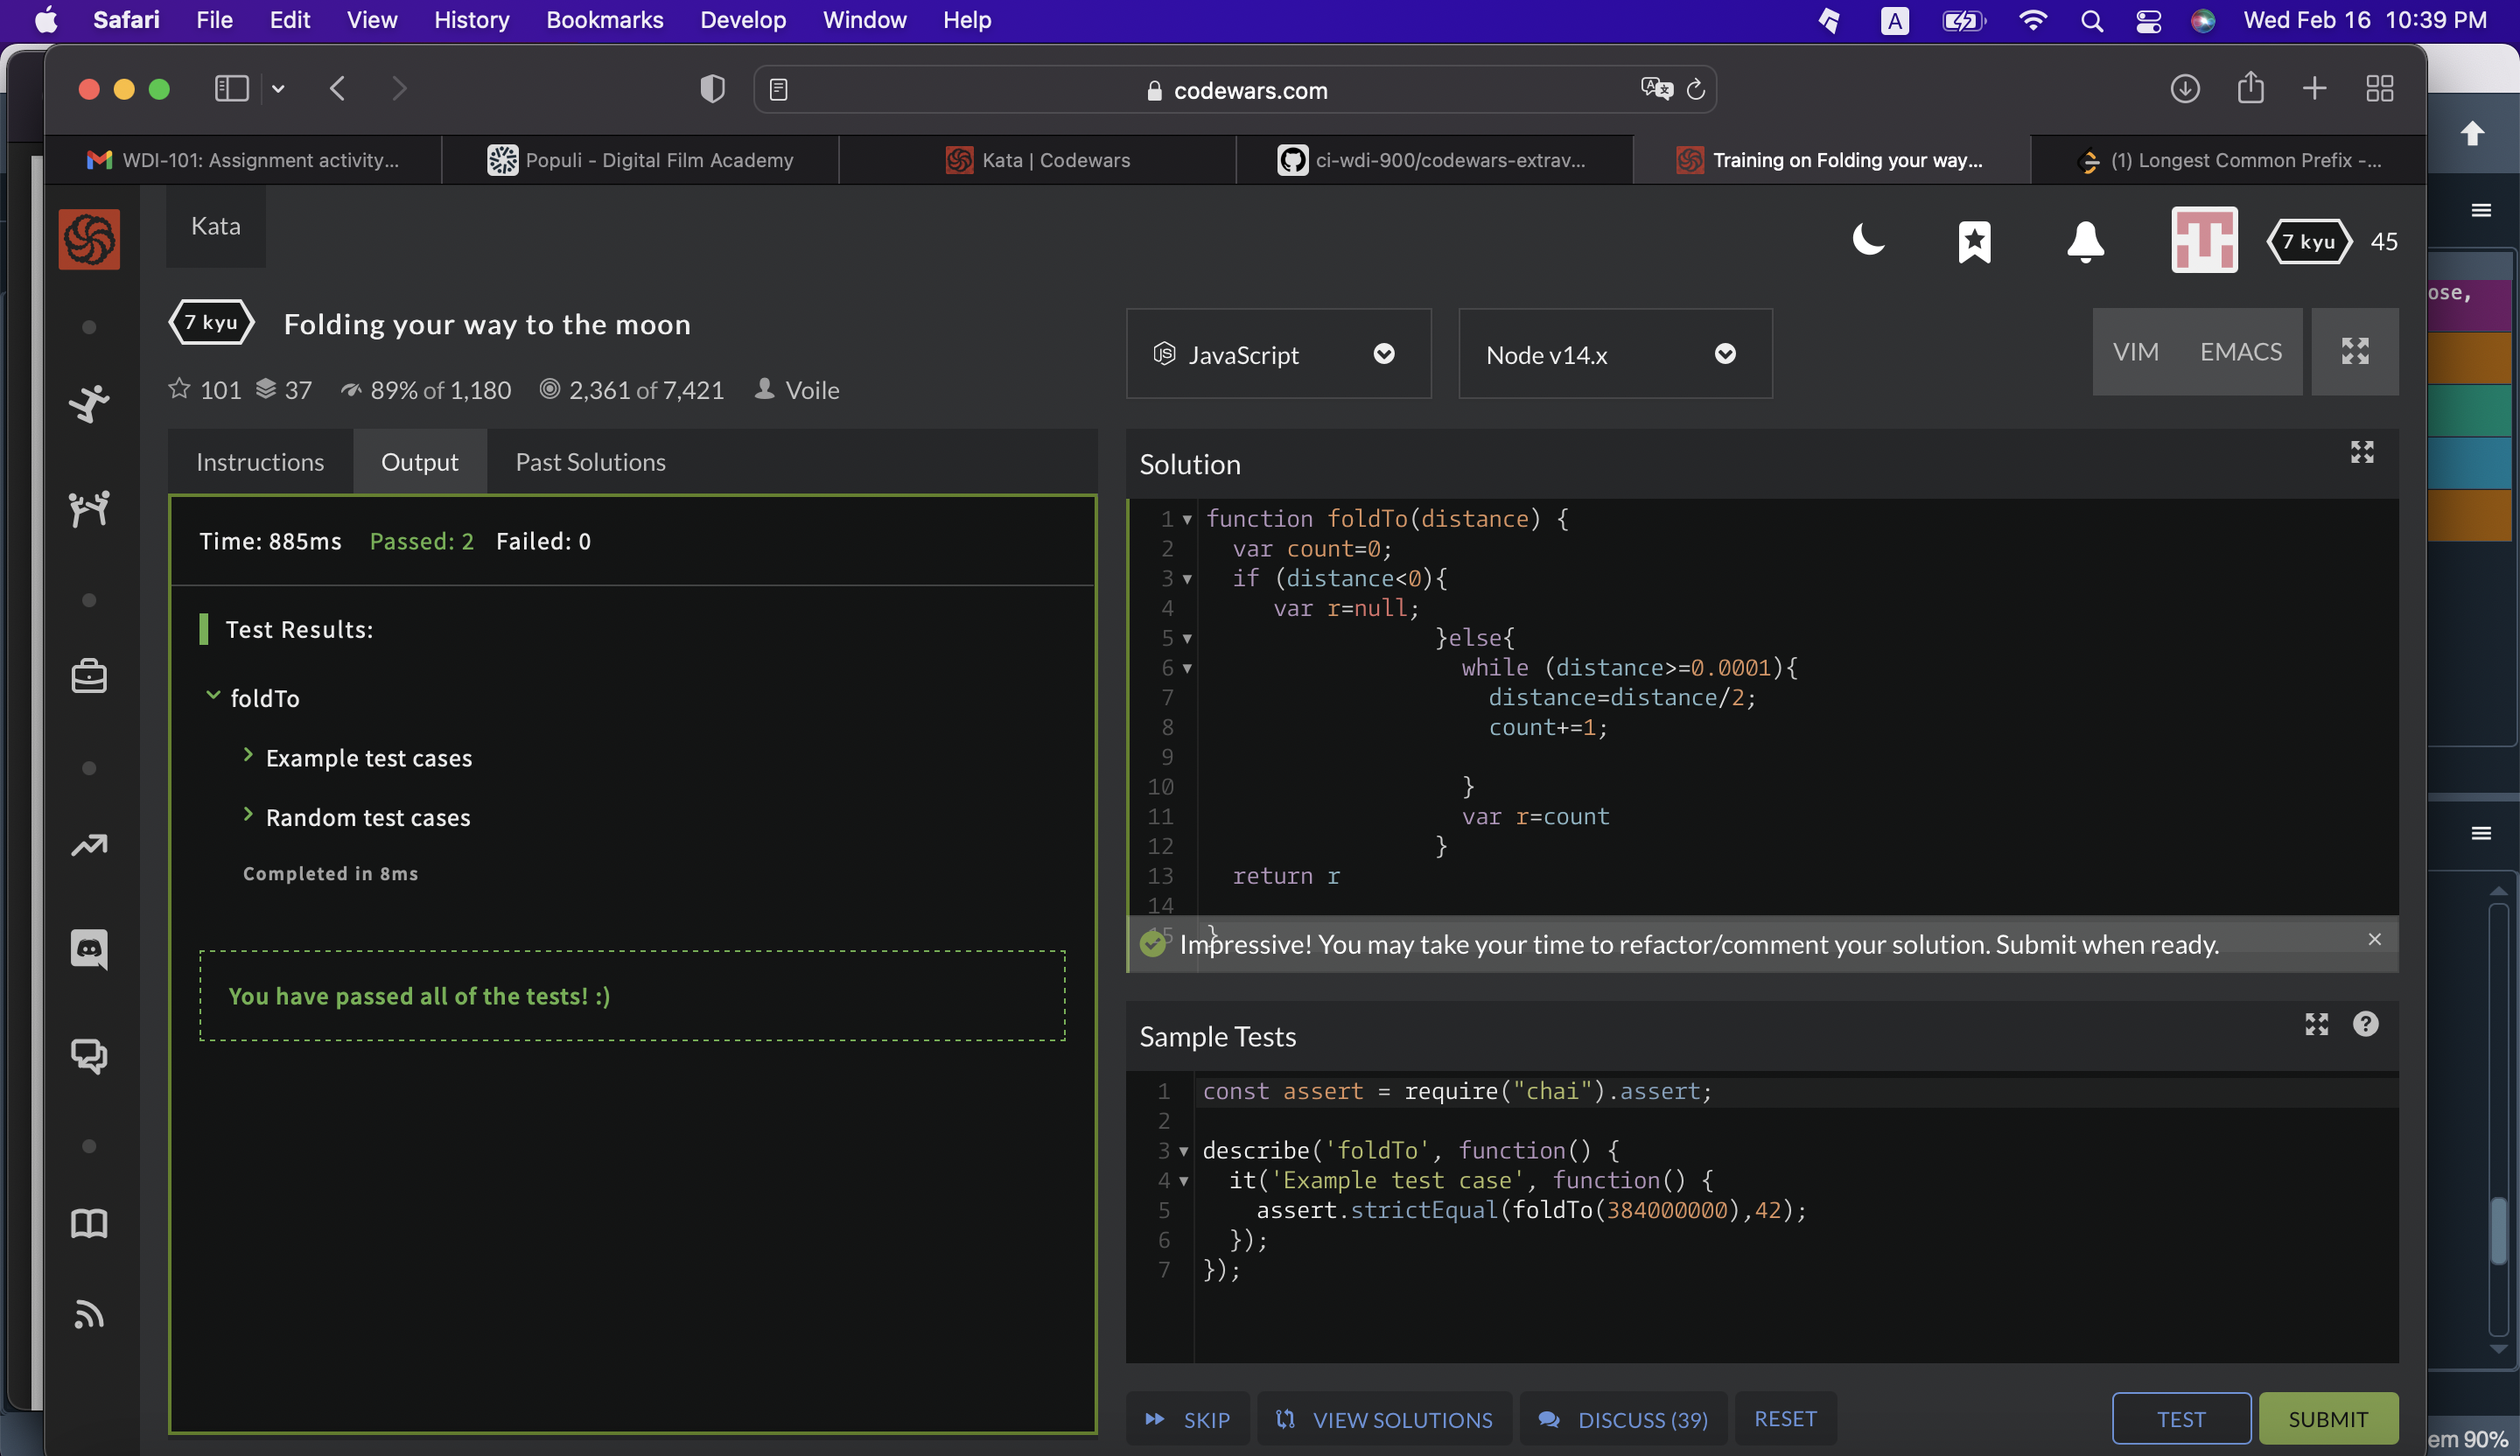 Safari File Edit View History Bookmarks Develop Window Help A Wed Feb 16 10:39 PM
codewars.com
WDI-101: Assignment activity...
Populi - Digital Film Academy
Kata | Codewars
ci-wdi-900/codewars-extrav...
Training on Folding your way...
(1) Longest Common Prefix -...
Kata
7 kyu 45
7 kyu Folding your way to the moon
101 37 89% of 1,180 2,361 of 7,421 Voile
JavaScript
Node v14.x
VIM EMACS
ose,
Instructions Output Past Solutions
Time: 885ms Passed: 2 Failed: 0
Test Results:
foldTo
Example test cases
Random test cases
Completed in 8ms
You have passed all of the tests! :)
Solution
1 function foldTo(distance) {
2 var count=0;
3 if (distance<0){
4 var r=null;
5 }else{
6 while (distance>=0.0001){
7 distance=distance/2;
8 count+=1;
9
10 }
11 var r=count
12 }
13 return r
14
15 }
Impressive! You may take your time to refactor/comment your solution. Submit when ready.
Sample Tests
1 const assert = require("chai").assert;
2
3 describe('foldTo', function() {
4 it('Example test case', function() {
5 assert.strictEqual(foldTo(384000000),42);
6 });
7 });
SKIP VIEW SOLUTIONS DISCUSS (39) RESET TEST SUBMIT
em 90%